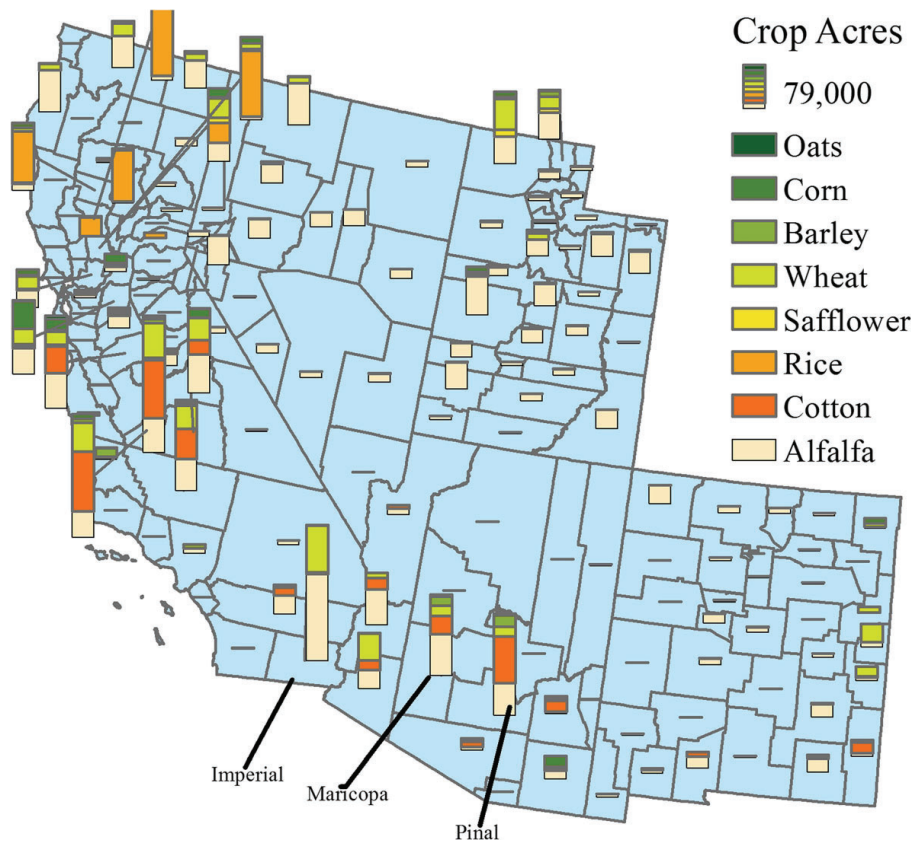 Crop Acres
79,000
Oats
Corn
Barley
Wheat
Safflower
Rice
Cotton
Alfalfa
Imperial
Maricopa
Pinal